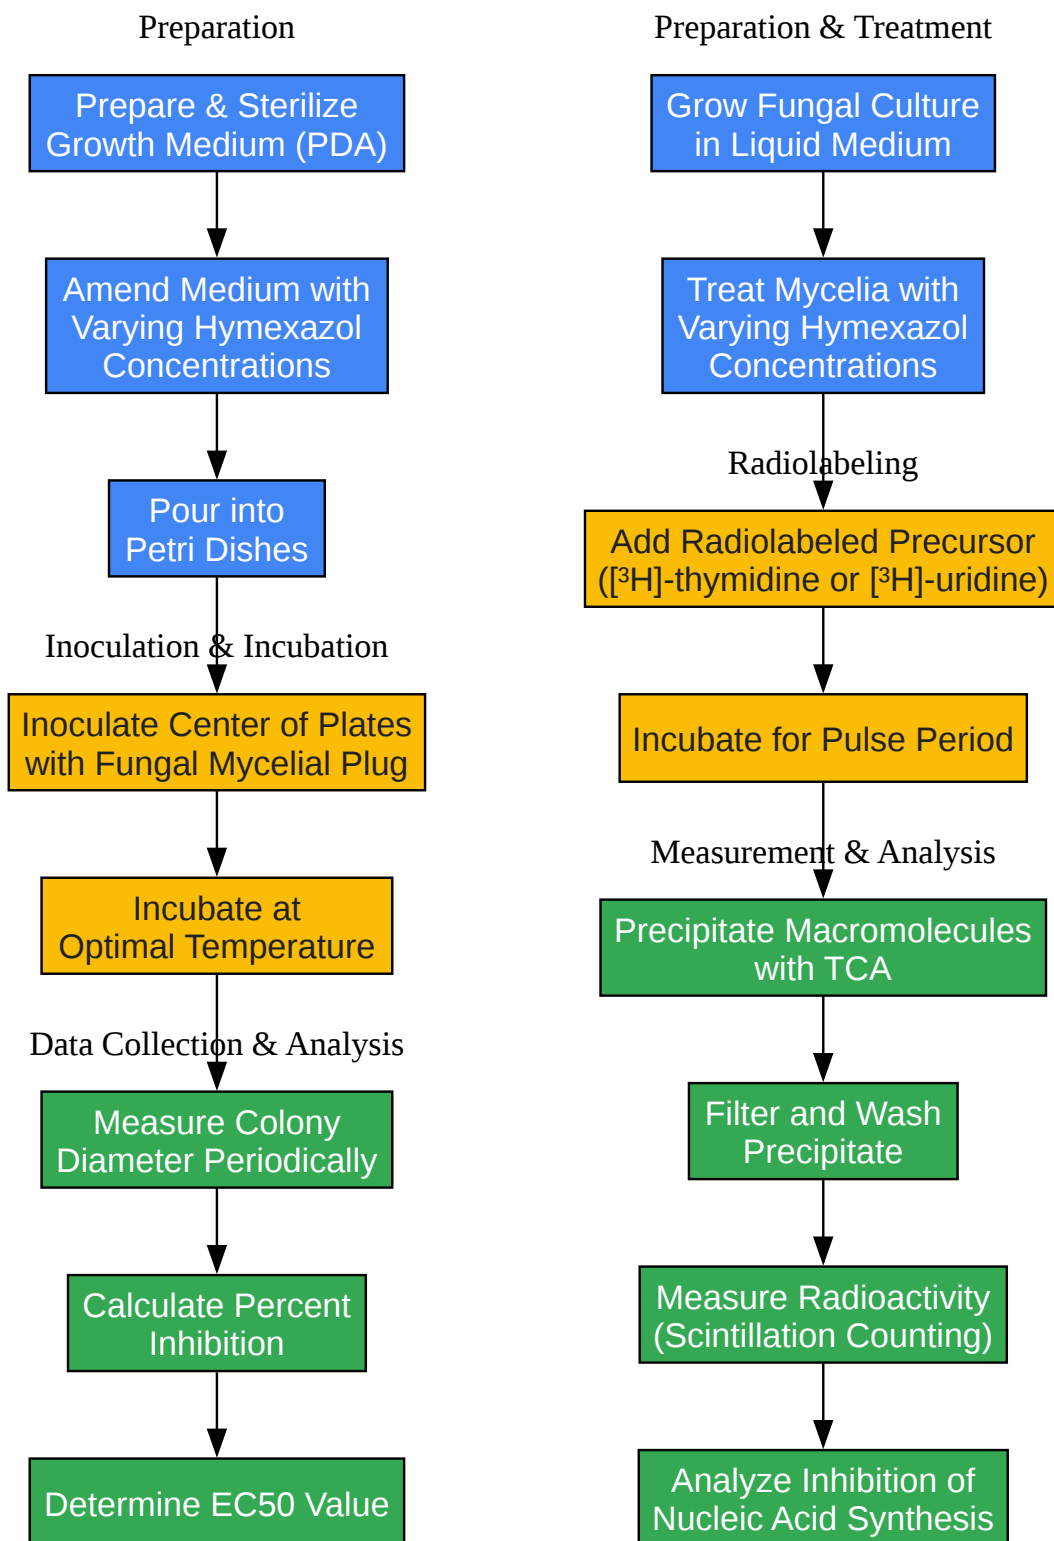 Preparation
Prepare & Sterilize
Growth Medium (PDA)
Amend Medium with
Varying Hymexazol
Concentrations
Pour into
Petri Dishes
Inoculation & Incubation
Inoculate Center of Plates
with Fungal Mycelial Plug
Incubate at
Optimal Temperature
Data Collection & Analysis
Measure Colony
Diameter Periodically
Calculate Percent
Inhibition
Determine EC50 Value
Preparation & Treatment
Grow Fungal Culture
in Liquid Medium
Treat Mycelia with
Varying Hymexazol
Concentrations
Radiolabeling
Add Radiolabeled Precursor
([³H]-thymidine or [³H]-uridine)
Incubate for Pulse Period
Measurement & Analysis
Precipitate Macromolecules
with TCA
Filter and Wash
Precipitate
Measure Radioactivity
(Scintillation Counting)
Analyze Inhibition of
Nucleic Acid Synthesis